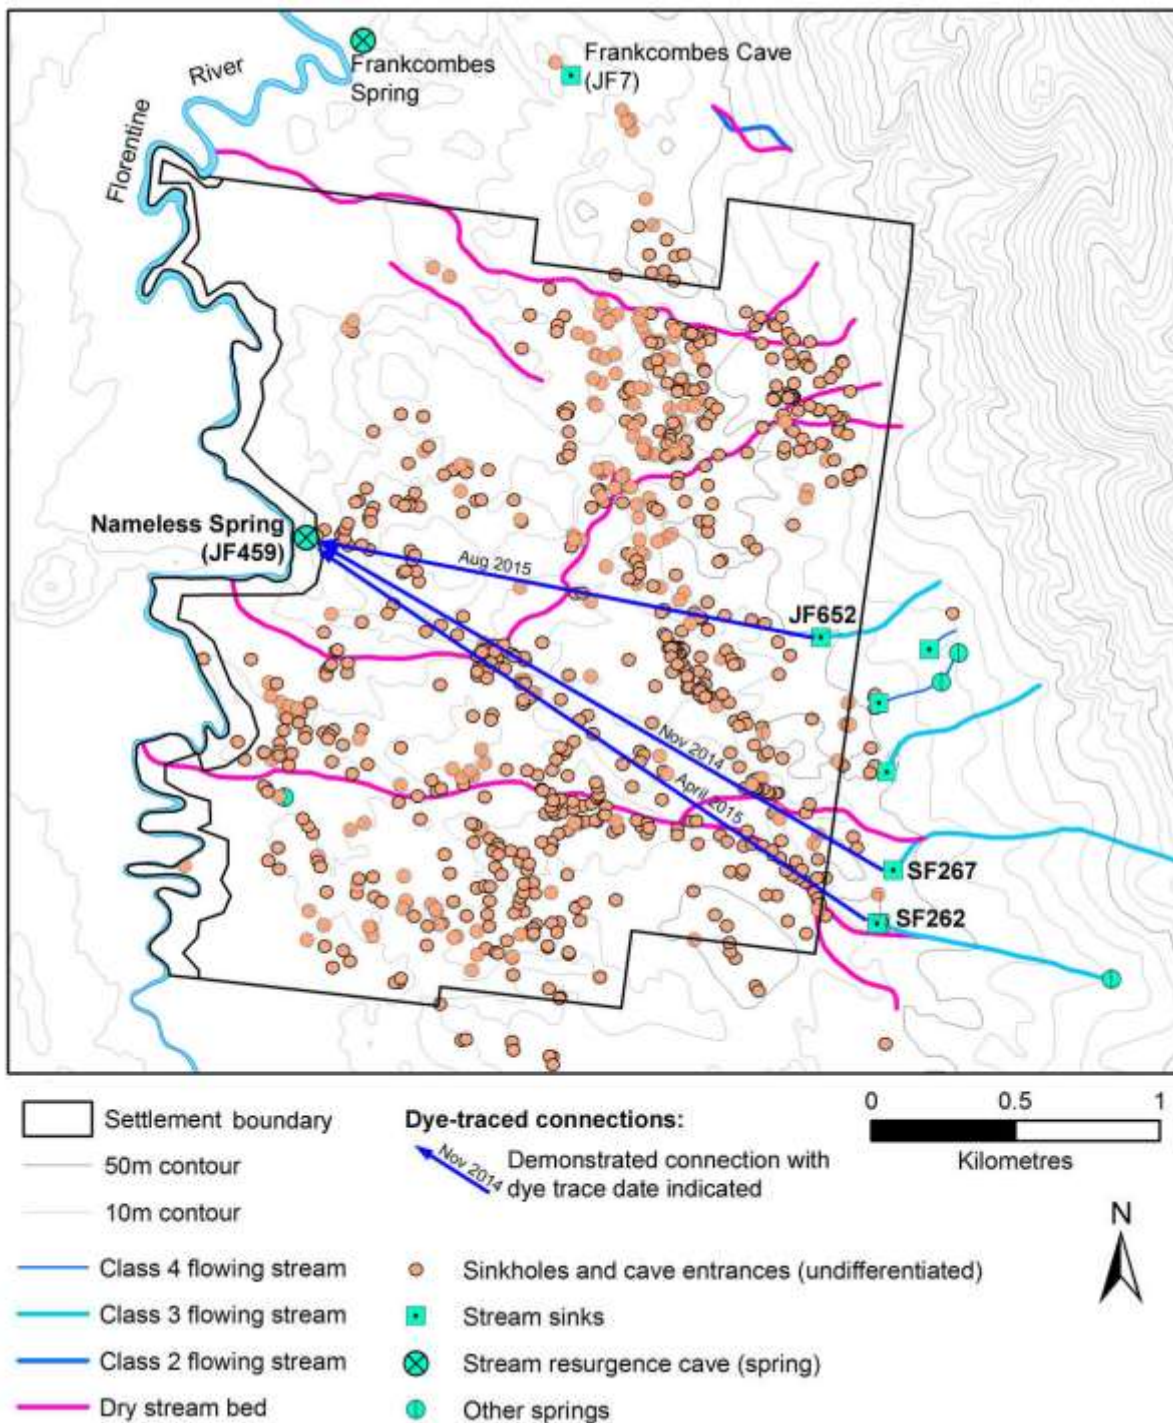 Frankcombes
Spring
Frankcombes Cave
(JF7)
River
Florentine
Nameless Spring
(JF459)
Aug 2015
JF652
Nov 2014
April 2015
SF267
SF262
Settlement boundary
50m contour
10m contour
Class 4 flowing stream
Class 3 flowing stream
Class 2 flowing stream
Dry stream bed
Dye-traced connections:
Nov 2014
Demonstrated connection with
dye trace date indicated
Sinkholes and cave entrances (undifferentiated)
Stream sinks
Stream resurgence cave (spring)
Other springs
0 0.5 1
Kilometres
N